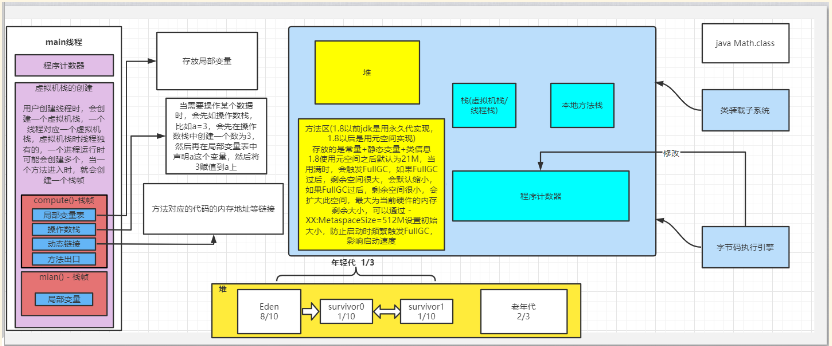 main线程
程序计数器
虚拟机栈的创建
用户创建线程时，会创
建一个虚拟机栈，一个
线程对应一个虚拟机
栈，虚拟机栈时线程独
有的，一个进程运行时
可能会创建多个，当一
个方法进入时，就会创
建一个栈帧
compute()-栈帧
局部变量表
操作数栈
动态链接
方法出口
mian() - 栈帧
局部变量
存放局部变量
当需要操作某个数据
时，会先如操作数栈，
比如a=3，会先在操作
数栈中创建一个数为3，
然后再在局部变量表中
声明a这个变量，然后将
3赋值到a上
方法对应的代码的内存地址等链接
堆
栈(虚拟机栈/
线程栈)
本地方法栈
方法区(1.8以前jdk是用永久代实现，
1.8以后是用元空间实现)
存放的是常量+静态变量+类信息
1.8使用元空间之后默认为21M，当
用满时，会触发FullGC，如果FullGC
过后，剩余空间很大，会默认缩小，
如果FullGC过后，剩余空间很小，会
扩大此空间，最大为当前硬件的内存
剩余大小，可以通过 -
XX:MetaspaceSize=512M设置初始
大小，防止启动时频繁触发FullGC，
影响启动速度
程序计数器
java Math.class
类装载子系统
修改
字节码执行引擎
年轻代 1/3
堆
Eden
8/10
survivor0
1/10
survivor1
1/10
老年代
2/3